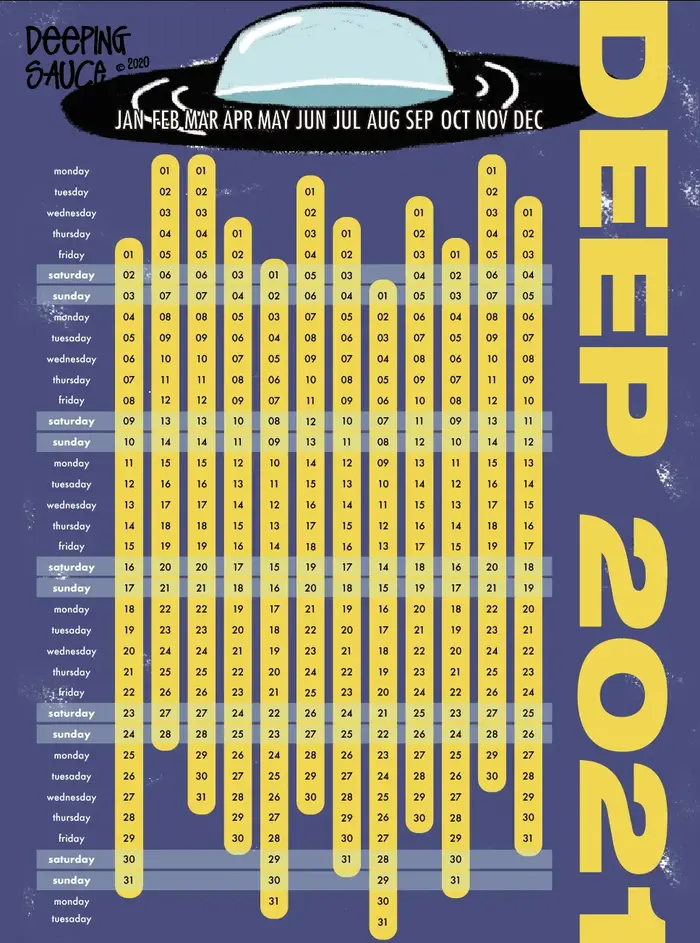 DEEPING
SAUCE © 2020
JAN FEB MAR APR MAY JUN JUL AUG SEP OCT NOV DEC
monday 01 01 01
tuesday 02 02 01 02
wednesday 03 03 02 01 03 01
thursday 04 04 01 03 01 02 04 02
friday 01 05 05 02 04 02 03 01 05 03
saturday 02 06 06 03 01 05 03 04 02 06 04
sunday 03 07 07 04 02 06 04 01 05 03 07 05
monday 04 08 08 05 03 07 05 02 06 04 08 06
tuesday 05 09 09 06 04 08 06 03 07 05 09 07
wednesday 06 10 10 07 05 09 07 04 08 06 10 08
thursday 07 11 11 08 06 10 08 05 09 07 11 09
friday 08 12 12 09 07 11 09 06 10 08 12 10
saturday 09 13 13 10 08 12 10 07 11 09 13 11
sunday 10 14 14 11 09 13 11 08 12 10 14 12
monday 11 15 15 12 10 14 12 09 13 11 15 13
tuesaday 12 16 16 13 11 15 13 10 14 12 16 14
wednesday 13 17 17 14 12 16 14 11 15 13 17 15
thursday 14 18 18 15 13 17 15 12 16 14 18 16
friday 15 19 19 16 14 18 16 13 17 15 19 17
saturday 16 20 20 17 15 19 17 14 18 16 20 18
sunday 17 21 21 18 16 20 18 15 19 17 21 19
monday 18 22 22 19 17 21 19 16 20 18 22 20
tuesaday 19 23 23 20 18 22 20 17 21 19 23 21
wednesday 20 24 24 21 19 23 21 18 22 20 24 22
thursday 21 25 25 22 20 24 22 19 23 21 25 23
friday 22 26 26 23 21 25 23 20 24 22 26 24
saturday 23 27 27 24 22 26 24 21 25 23 27 25
sunday 24 28 28 25 23 27 25 22 26 24 28 26
monday 25 29 26 24 28 26 23 27 25 29 27
tuesday 26 30 27 25 29 27 24 28 26 30 28
wednesday 27 31 28 26 30 28 25 29 27 29
thursday 28 29 27 29 26 30 28 30
friday 29 30 28 30 27 29 31
saturday 30 29 31 28 30
sunday 31 30 29 31
monday 31 30
tuesaday 31
DEEP 2021